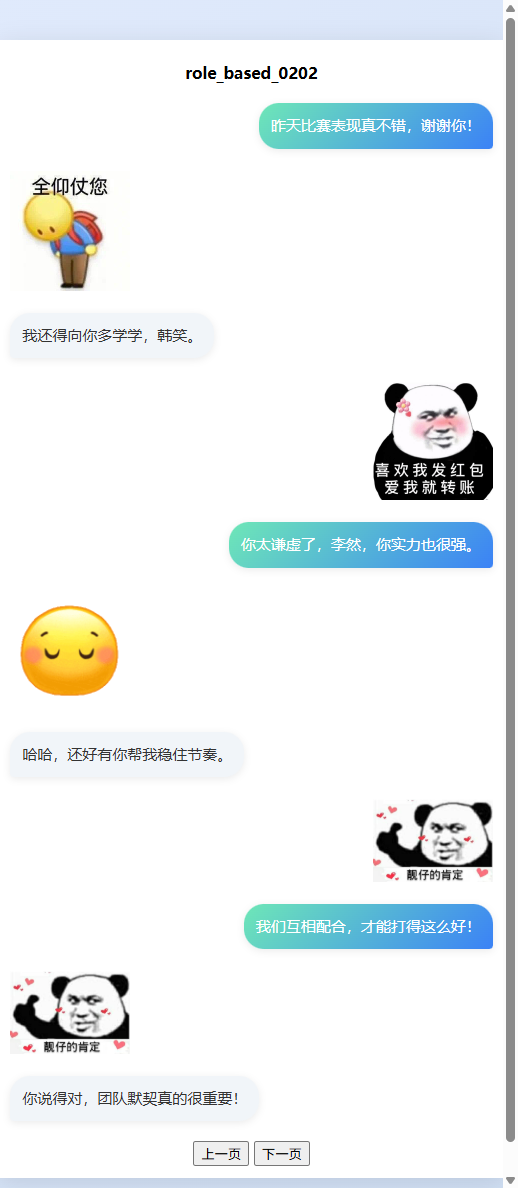 role_based_0202
昨天比赛表现真不错，谢谢你！
全仰仗您
我还得向你多学学，韩笑。
喜欢我发红包
爱我就转账
你太谦虚了，李然，你实力也很强。
哈哈，还好有你帮我稳住节奏。
靓仔的肯定
我们互相配合，才能打得这么好！
靓仔的肯定
你说得对，团队默契真的很重要！
上一页 下一页